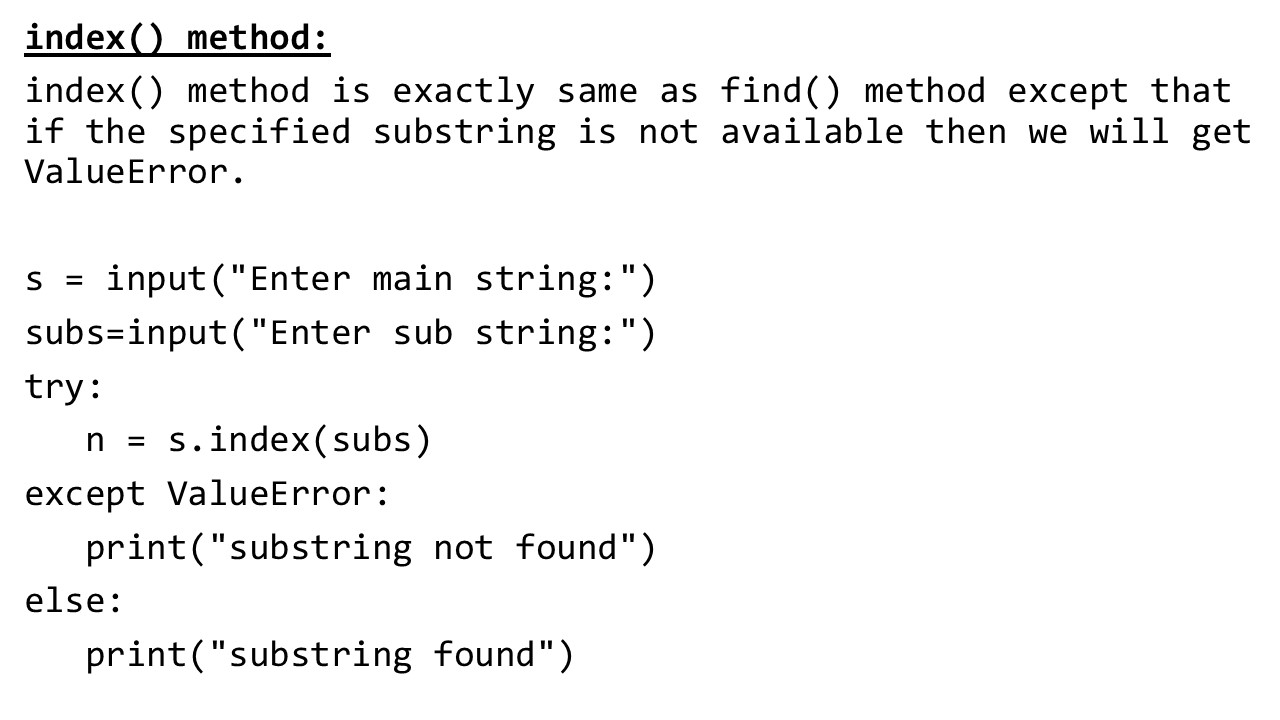 index() method:
index() method is exactly same as find() method except that
if the specified substring is not available then we will get
ValueError.
s = input("Enter main string:")
subs=input("Enter sub string:")
try:
   n = s.index(subs)
except ValueError:
   print("substring not found")
else:
   print("substring found")